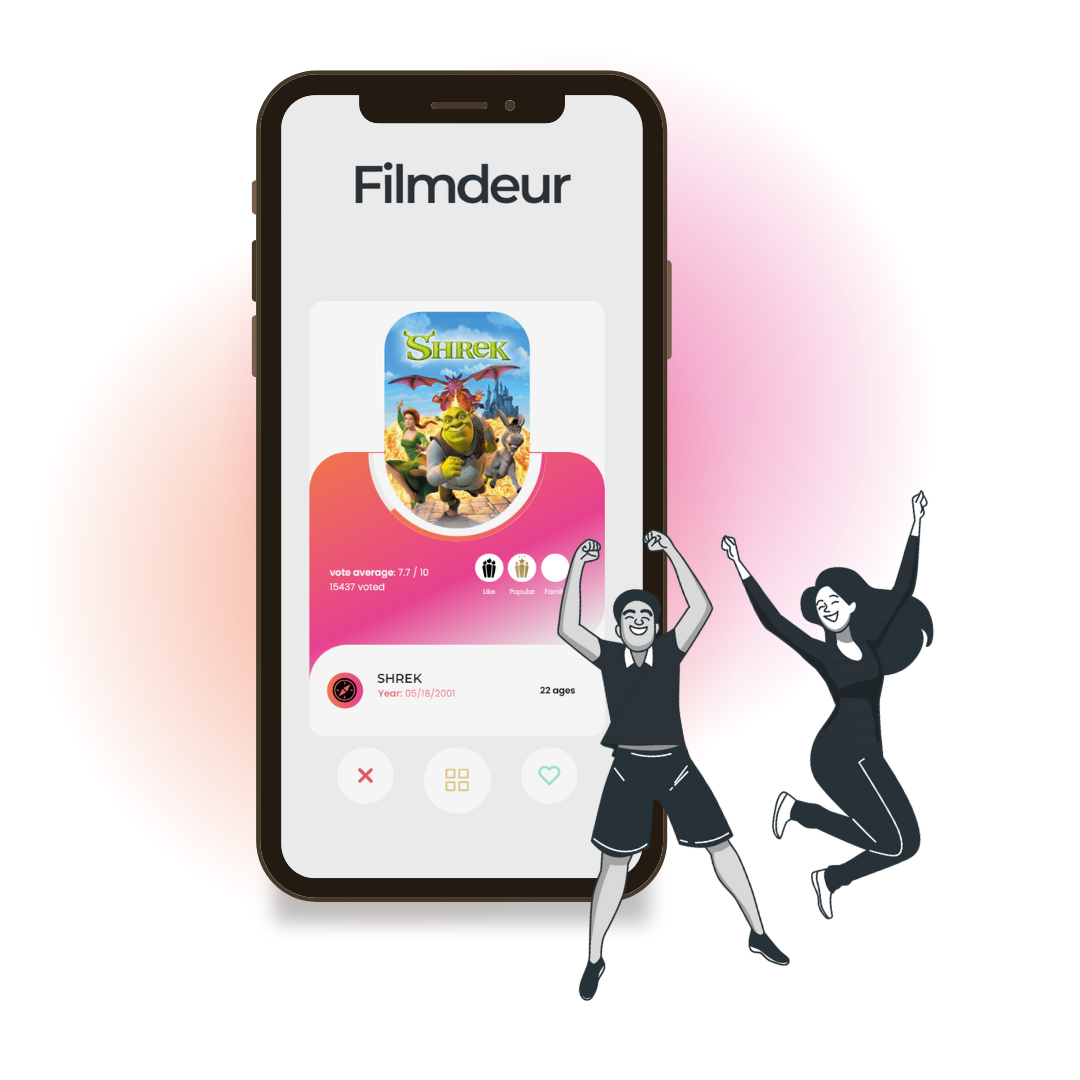 Filmdeur
SHREK
vote average: 7.7 / 10
15437 voted
Like
Popular
SHREK
Year: 05/18/2001
22 ages